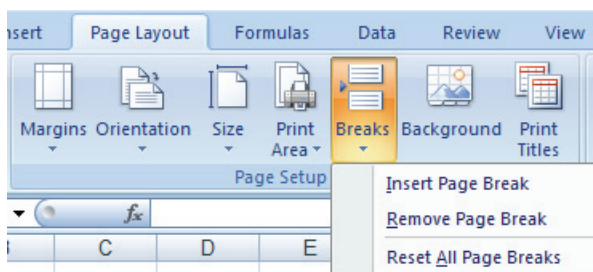 nsert Page Layout Formulas Data Review View
Margins Orientation Size Print Area Breaks Background Print Titles
Page Setup
Insert Page Break
Remove Page Break
Reset All Page Breaks
fx
C D E